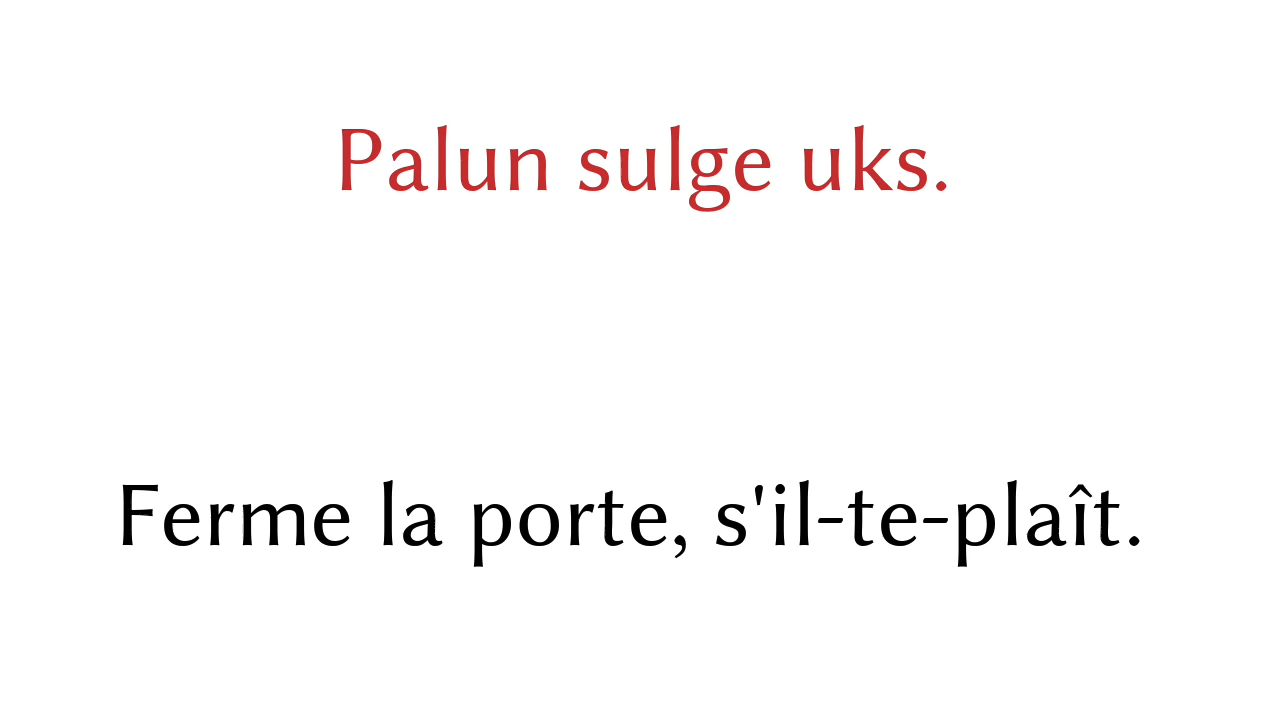 Palun sulge uks.
Ferme la porte, s'il-te-plaît.